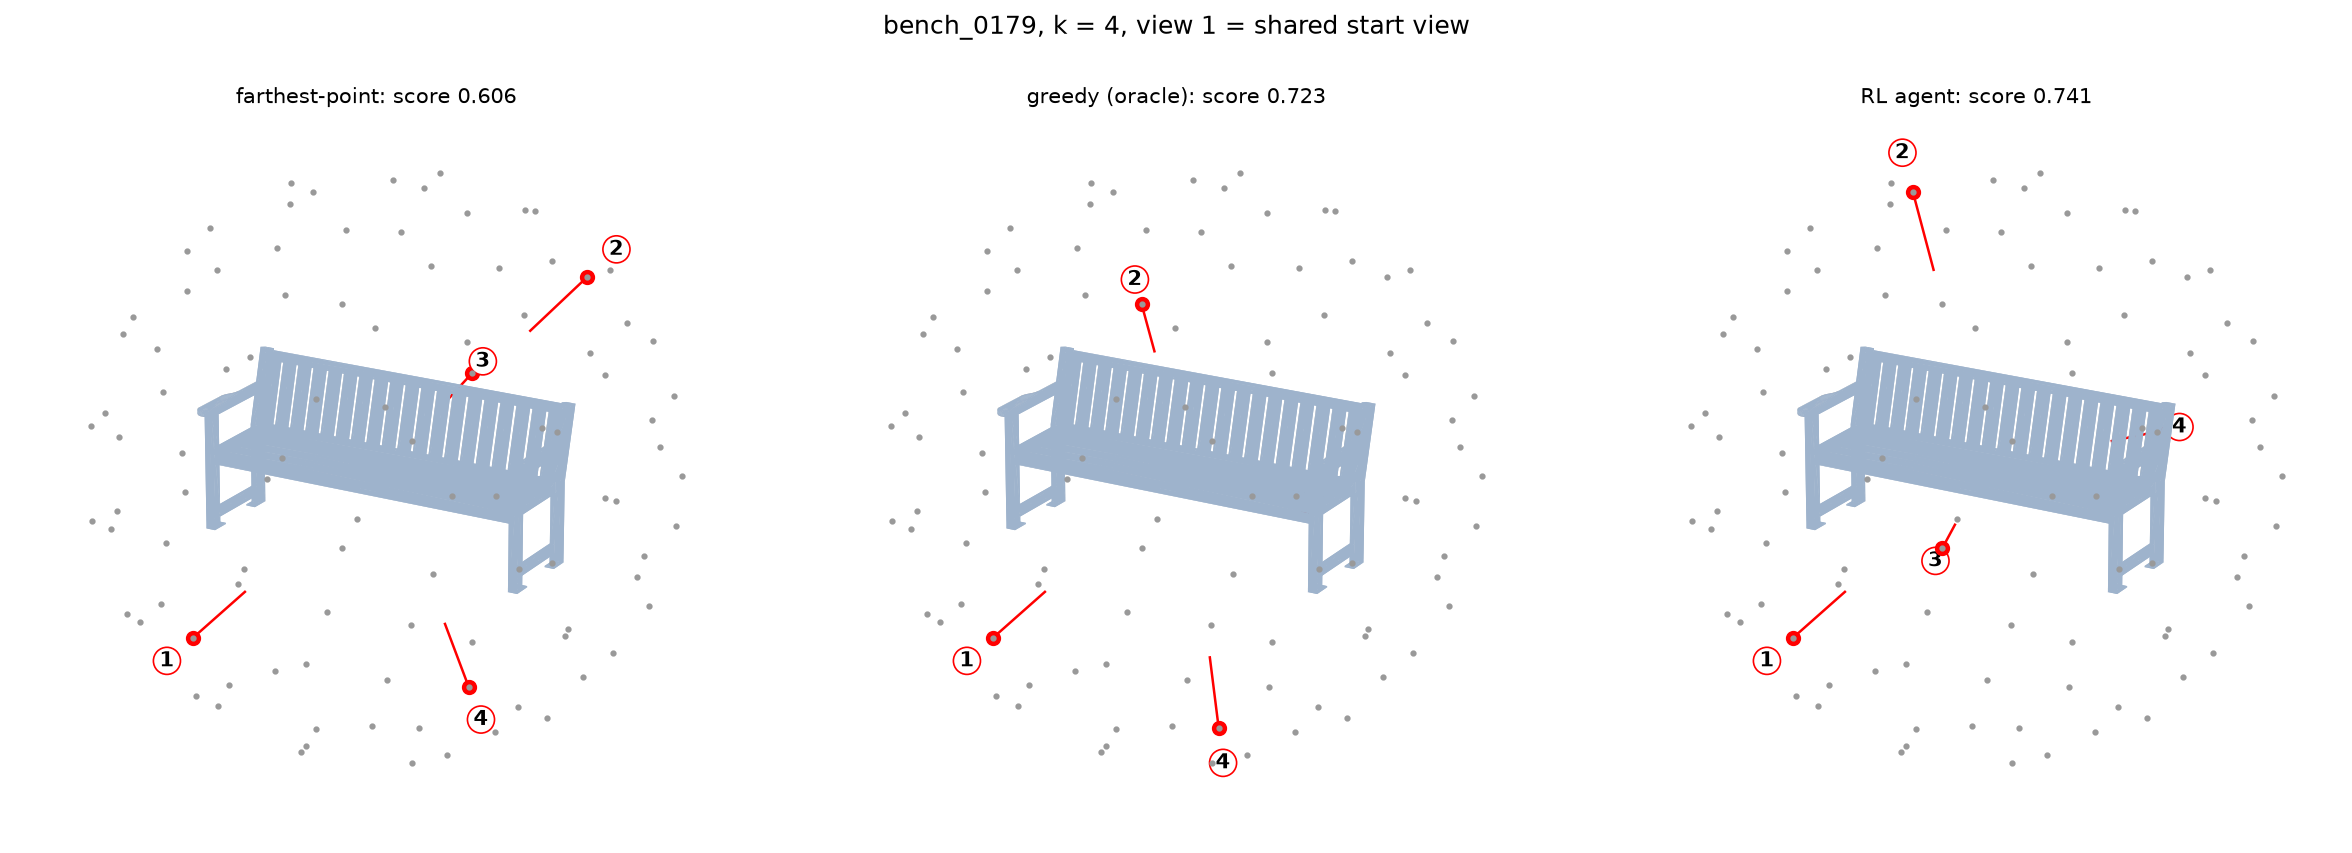 bench_0179, k = 4, view 1 = shared start view
farthest-point: score 0.606
2
3
1
4
greedy (oracle): score 0.723
2
1
4
RL agent: score 0.741
2
4
3
1